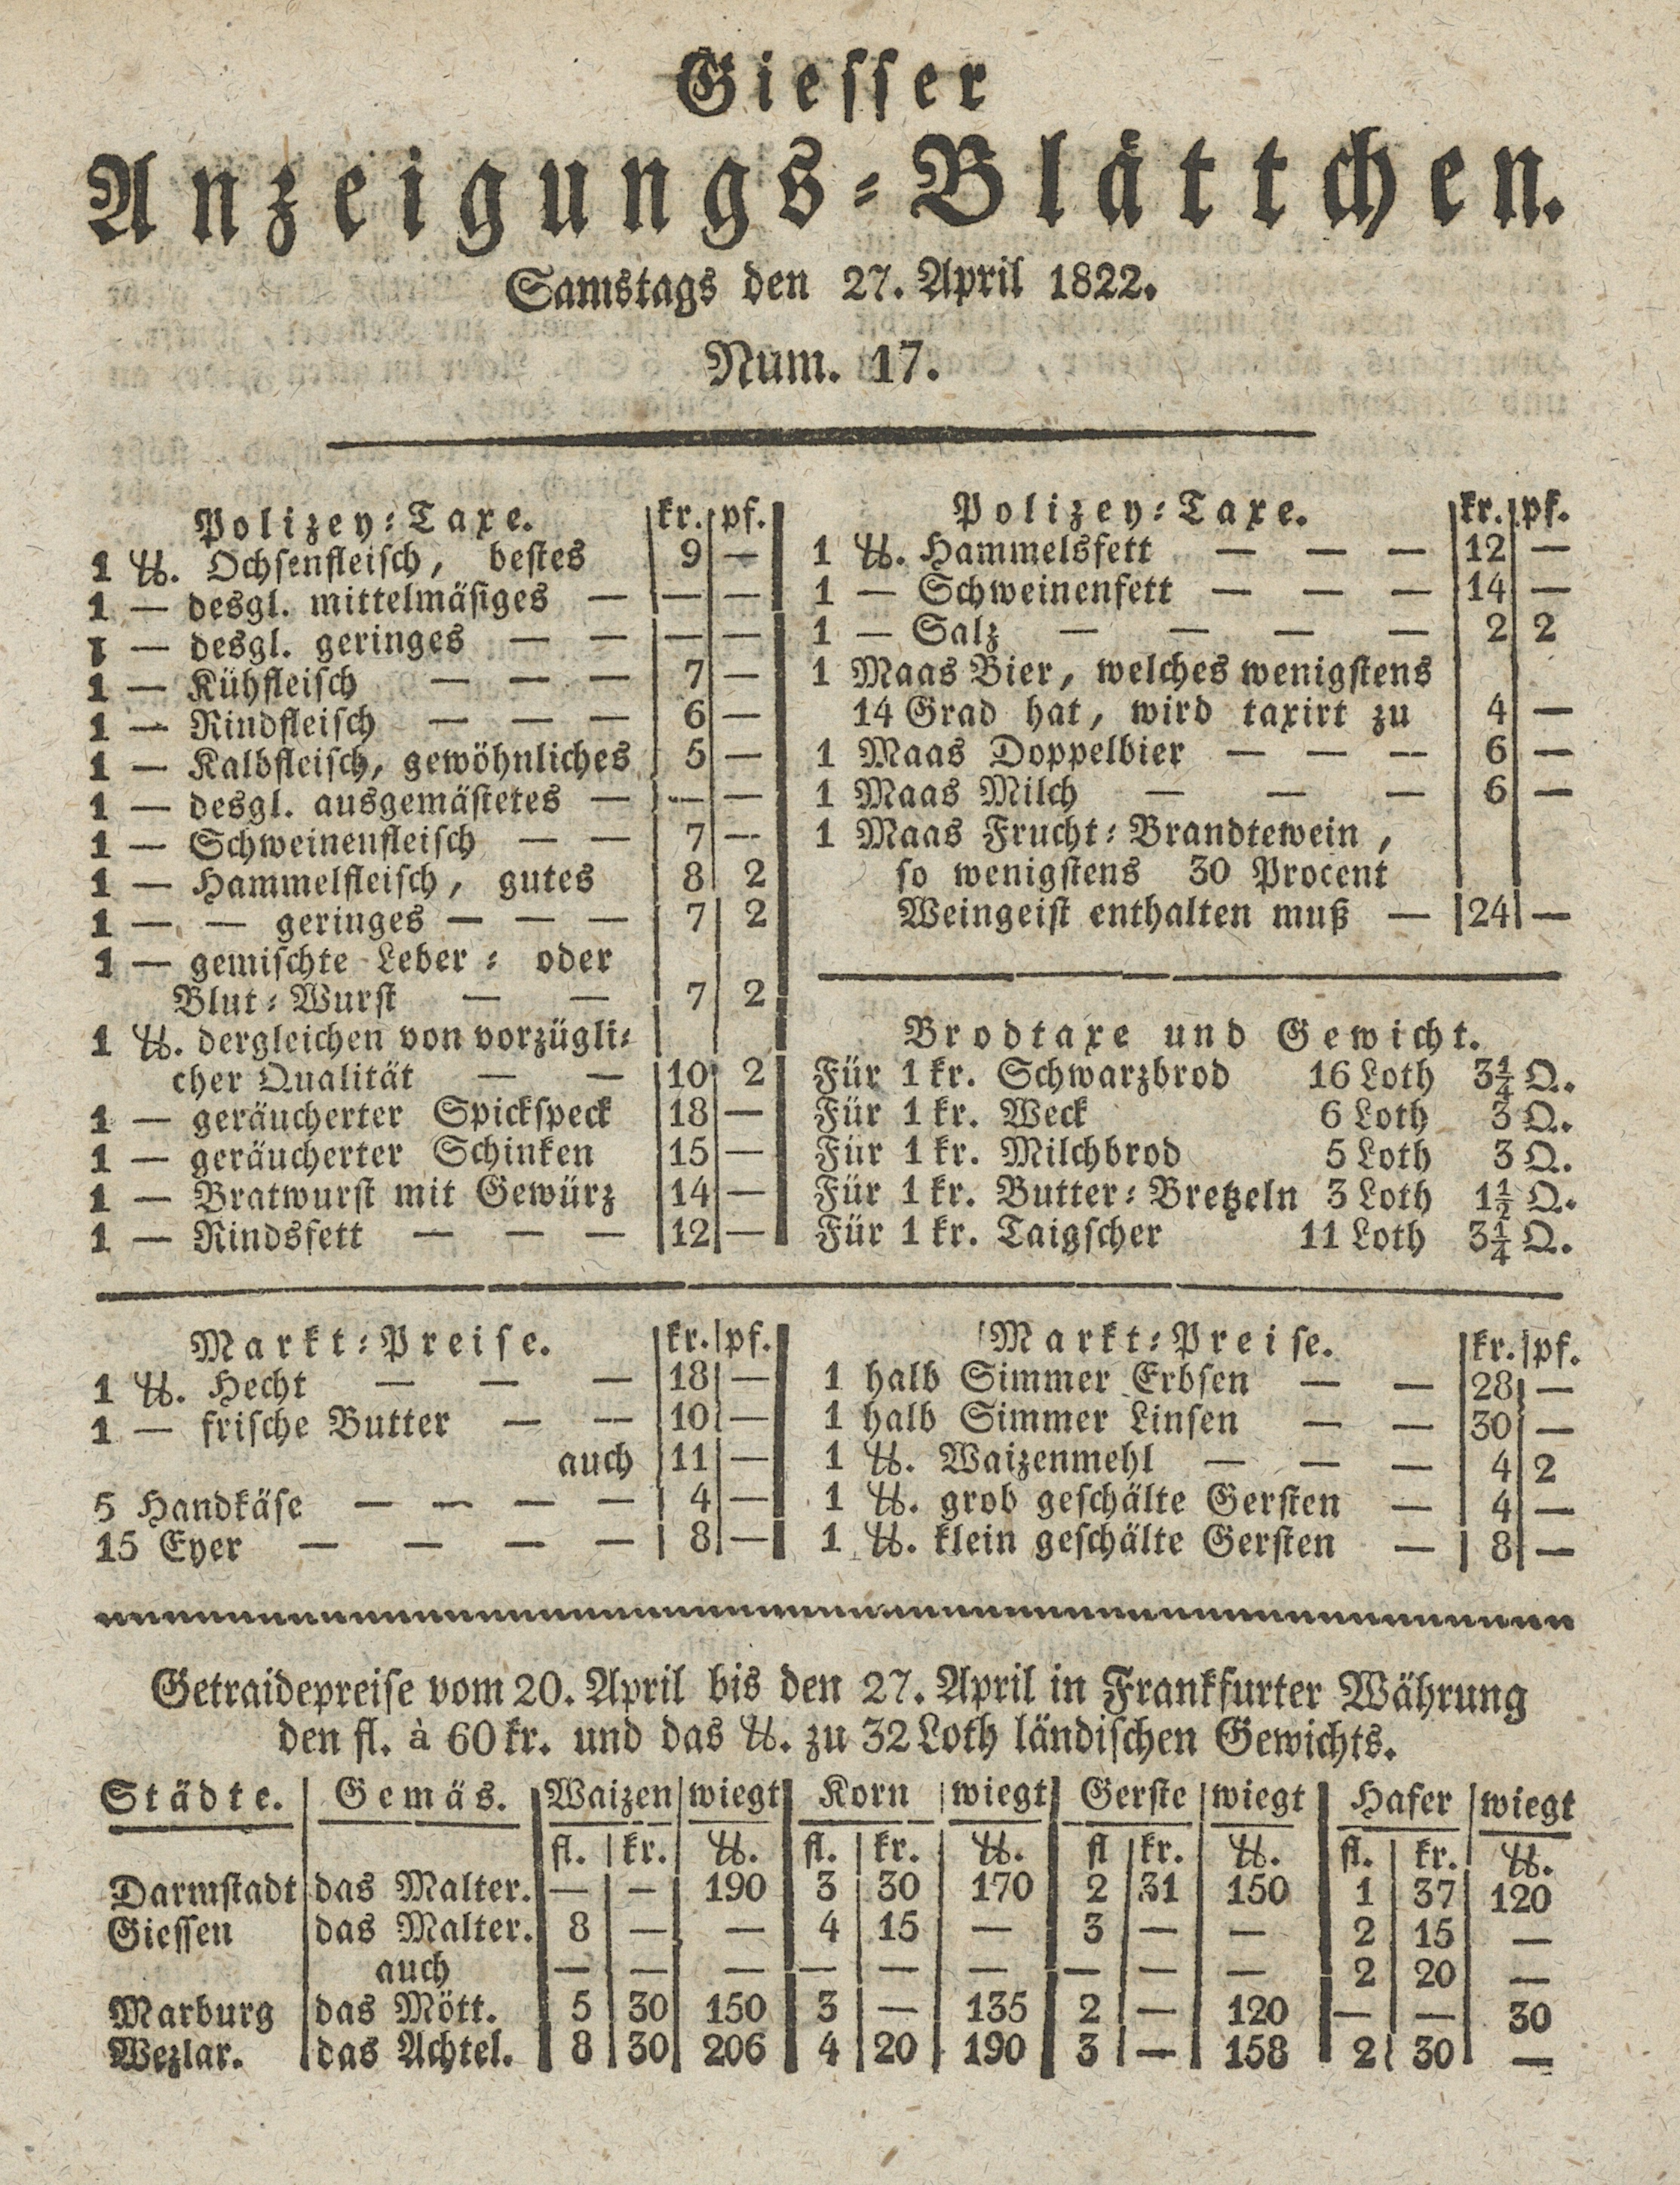 Giesser
Anzeigungs-Blättchen.
Samstags den 27. April 1822.
Num. 17.
Polizey-Taxe. kr. pf.
1 ℔. Ochsenfleisch, bestes 9 —
1 — desgl. mittelmäsiges — — —
1 — desgl. geringes — — — —
1 — Kühfleisch — — — 7 —
1 — Rindfleisch — — — 6 —
1 — Kalbfleisch, gewöhnliches 5 —
1 — desgl. ausgemästetes — — —
1 — Schweinenfleisch — — 7 —
1 — Hammelfleisch, gutes 8 2
1 — — geringes — — — 7 2
1 — gemischte Leber- oder
Blut-Wurst — — 7 2
1 ℔. dergleichen von vorzügli-
cher Qualität — — 10 2
1 — geräucherter Spickspeck 18 —
1 — geräucherter Schinken 15 —
1 — Bratwurst mit Gewürz 14 —
1 — Rindsfett — — — 12 —
Polizey-Taxe. kr. pf.
1 ℔. Hammelsfett — — — 12 —
1 — Schweinenfett — — — 14 —
1 — Salz — — — — 2 2
1 Maas Bier, welches wenigstens
14 Grad hat, wird taxirt zu 4 —
1 Maas Doppelbier — — — 6 —
1 Maas Milch — — — 6 —
1 Maas Frucht-Brandtewein,
so wenigstens 30 Procent
Weingeist enthalten muß — 24 —
Brodtaxe und Gewicht.
Für 1 kr. Schwarzbrod 16 Loth 3¼ Q.
Für 1 kr. Weck 6 Loth 3 Q.
Für 1 kr. Milchbrod 5 Loth 3 Q.
Für 1 kr. Butter-Bretzeln 3 Loth 1½ Q.
Für 1 kr. Taigscher 11 Loth 3¼ Q.
Markt-Preise. kr. pf.
1 ℔. Hecht — — — 18 —
1 — frische Butter — — 10 —
auch 11 —
5 Handkäse — — — — 4 —
15 Eyer — — — — 8 —
Markt-Preise. kr. pf.
1 halb Simmer Erbsen — — 28 —
1 halb Simmer Linsen — — 30 —
1 ℔. Waizenmehl — — — 4 2
1 ℔. grob geschälte Gersten — 4 —
1 ℔. klein geschälte Gersten — 8 —
Getraidepreise vom 20. April bis den 27. April in Frankfurter Währung
den fl. à 60 kr. und das ℔. zu 32 Loth ländischen Gewichts.
Städte. Gemäs. Waizen wiegt Korn wiegt Gerste wiegt Hafer wiegt
fl. kr. ℔. fl. kr. ℔. fl kr. ℔. fl. kr. ℔.
Darmstadt das Malter. — — 190 3 30 170 2 31 150 1 37 120
Giessen das Malter. 8 — — 4 15 — 3 — — 2 15 —
auch — — — — — — — — — 2 20 —
Marburg das Mött. 5 30 150 3 — 135 2 — 120 — — 30
Wezlar. das Achtel. 8 30 206 4 20 190 3 — 158 2 30 —